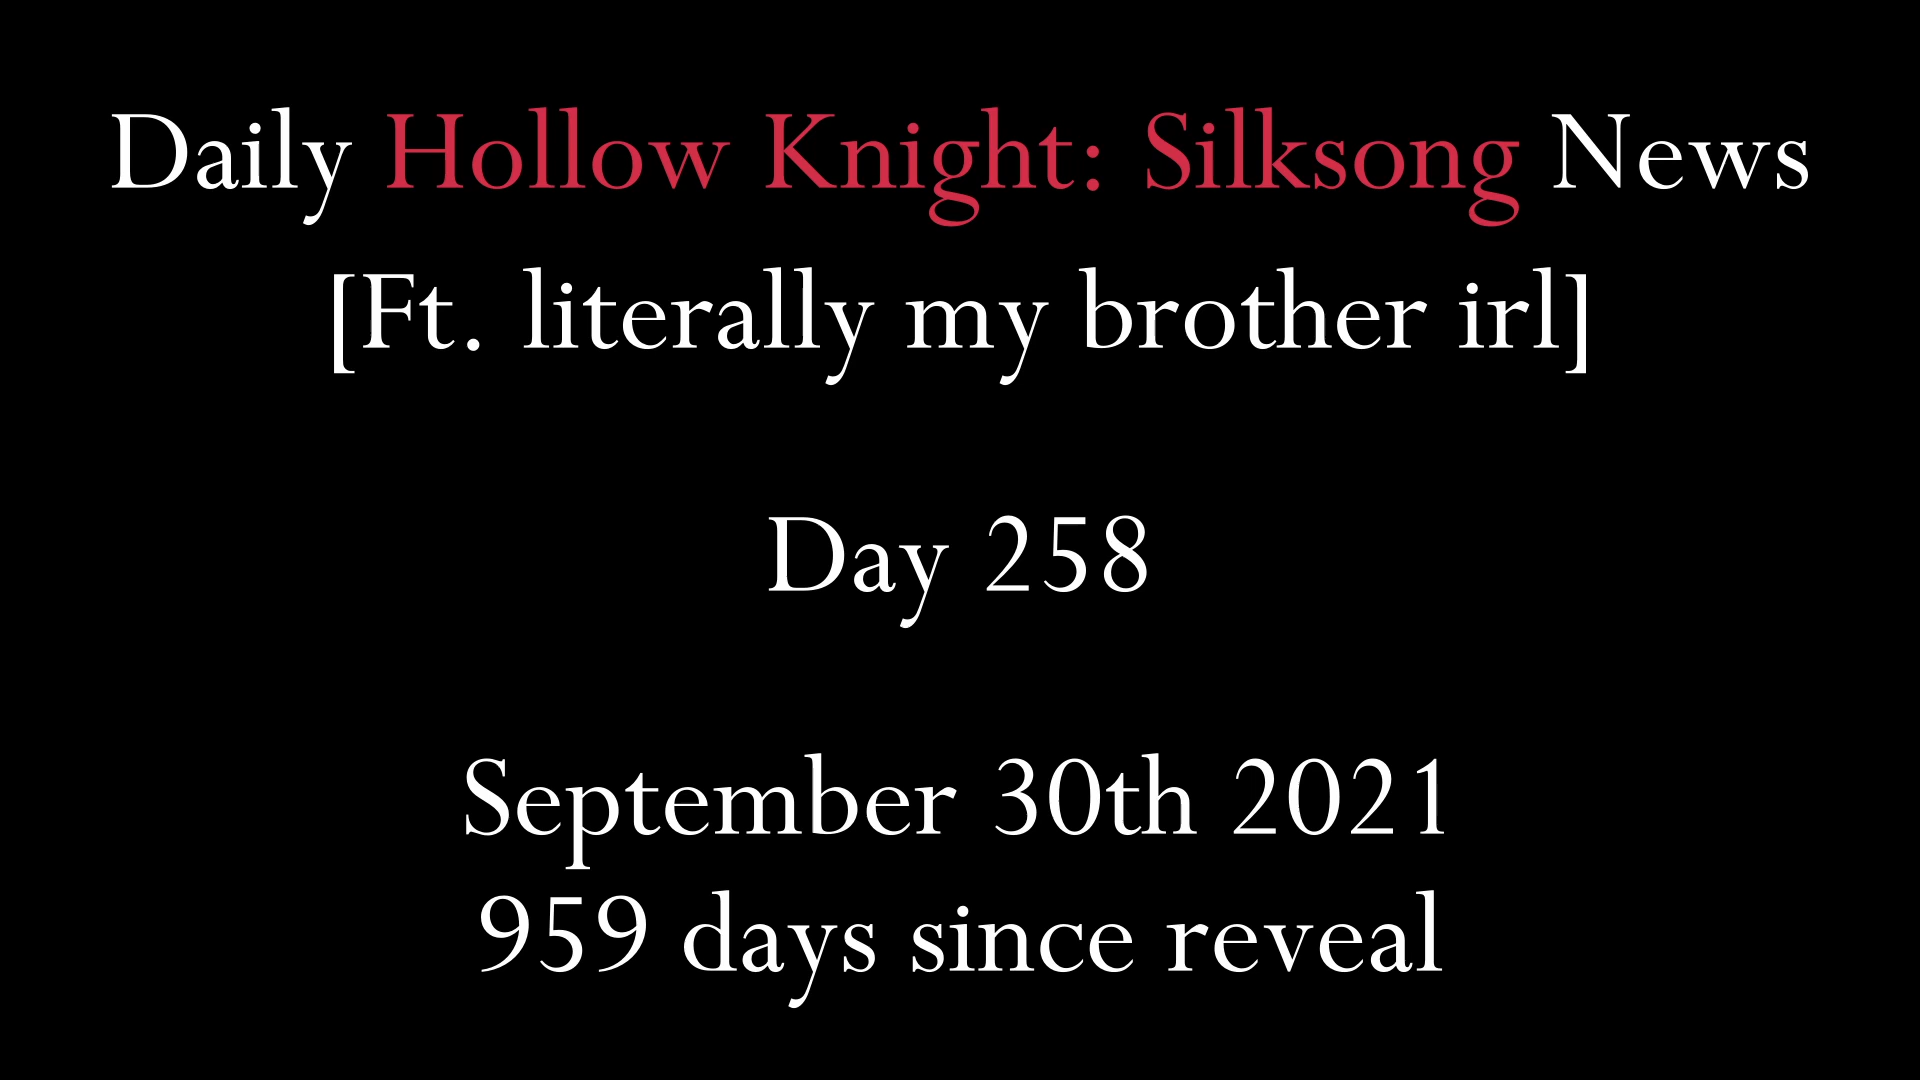 Daily Hollow Knight: Silksong News
[Ft. literally my brother irl]
Day 258
September 30th 2021
959 days since reveal